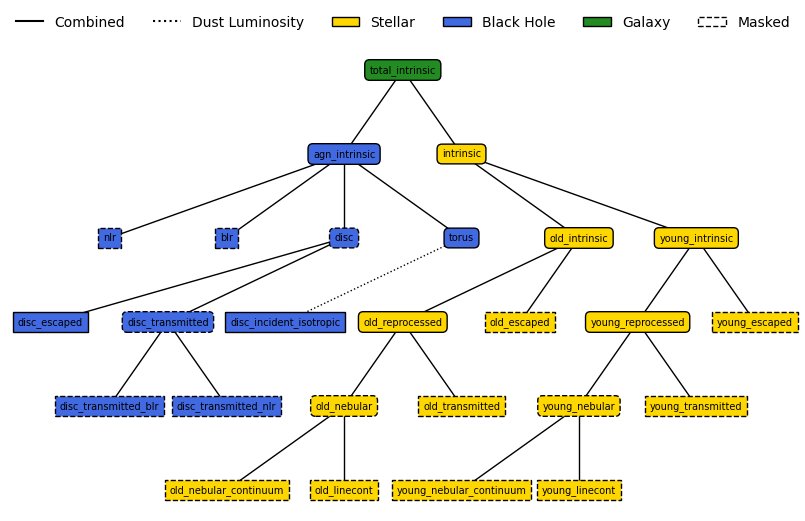 Combined Dust Luminosity Stellar Black Hole Galaxy Masked
total_intrinsic
agn_intrinsic intrinsic
nlr blr disc torus old_intrinsic young_intrinsic
disc_escaped disc_transmitted disc_incident_isotropic old_reprocessed old_escaped young_reprocessed young_escaped
disc_transmitted_blr disc_transmitted_nlr old_nebular old_transmitted young_nebular young_transmitted
old_nebular_continuum old_linecont young_nebular_continuum young_linecont